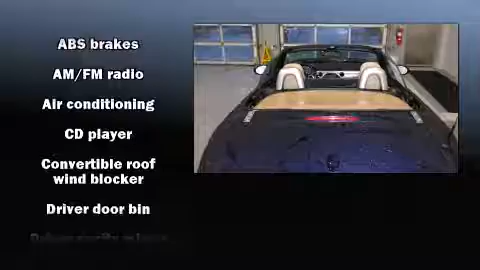 ABS brakes
AM/FM radio
Air conditioning
CD player
Convertible roof
wind blocker
Driver door bin